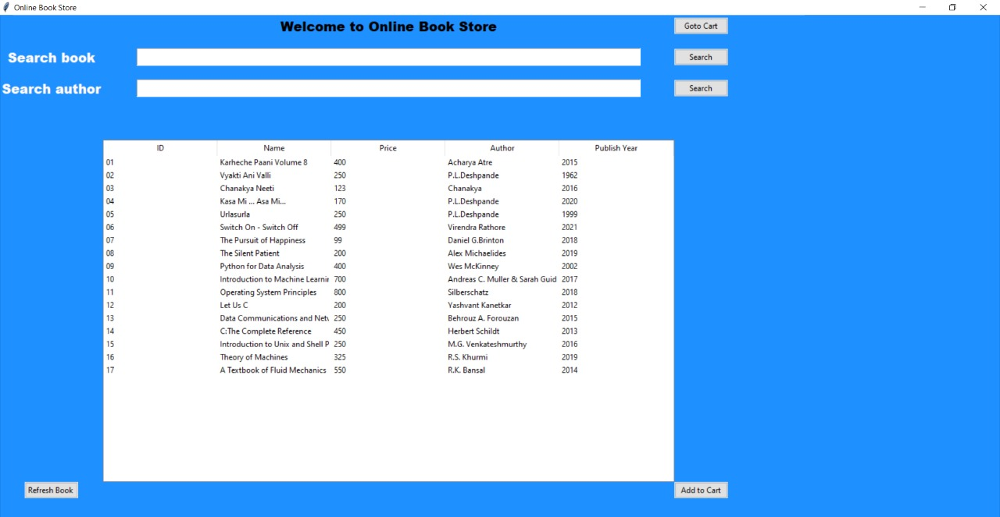 Online Book Store
Welcome to Online Book Store Goto Cart
Search book Search
Search author Search
ID Name Price Author Publish Year
01 Karheche Paani Volume 8 400 Acharya Atre 2015
02 Vyakti Ani Valli 250 P.L.Deshpande 1962
03 Chanakya Neeti 123 Chanakya 2016
04 Kasa Mi ... Asa Mi... 170 P.L.Deshpande 2020
05 Urlasurla 250 P.L.Deshpande 1999
06 Switch On - Switch Off 499 Virendra Rathore 2021
07 The Pursuit of Happiness 99 Daniel G.Brinton 2018
08 The Silent Patient 200 Alex Michaelides 2019
09 Python for Data Analysis 400 Wes McKinney 2002
10 Introduction to Machine Learnin 700 Andreas C. Muller & Sarah Guid 2017
11 Operating System Principles 800 Silberschatz 2018
12 Let Us C 200 Yashvant Kanetkar 2012
13 Data Communications and Netw 250 Behrouz A. Forouzan 2015
14 C:The Complete Reference 450 Herbert Schildt 2013
15 Introduction to Unix and Shell P 250 M.G. Venkateshmurthy 2016
16 Theory of Machines 325 R.S. Khurmi 2019
17 A Textbook of Fluid Mechanics 550 R.K. Bansal 2014
Refresh Book Add to Cart